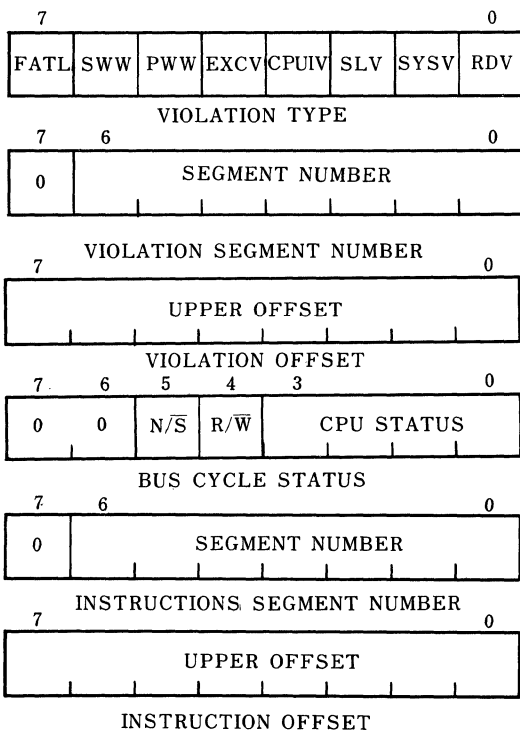 7 0
FATL SWW PWW EXCV CPUIV SLV SYSV RDV
VIOLATION TYPE
7 6 0
0 SEGMENT NUMBER
VIOLATION SEGMENT NUMBER
7 0
UPPER OFFSET
VIOLATION OFFSET
7 6 5 4 3 0
0 0 N/S̅ R/W̅ CPU STATUS
BUS CYCLE STATUS
7 6 0
0 SEGMENT NUMBER
INSTRUCTIONS SEGMENT NUMBER
7 0
UPPER OFFSET
INSTRUCTION OFFSET